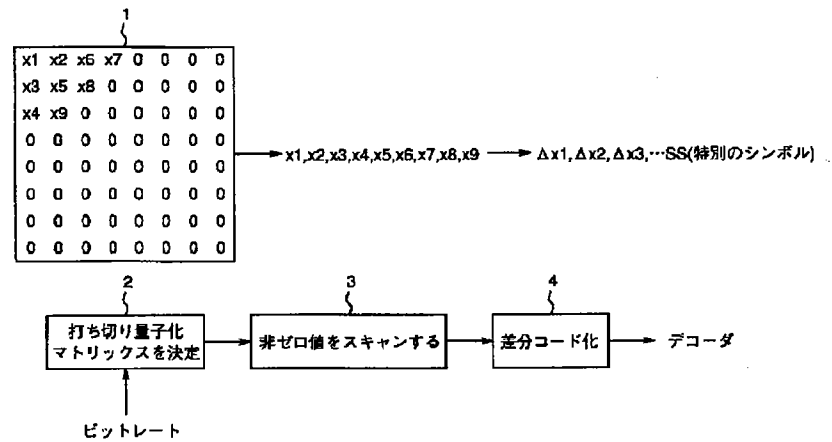 1
x1 x2 x6 x7 0 0 0 0
x3 x5 x8 0 0 0 0 0
x4 x9 0 0 0 0 0 0
0 0 0 0 0 0 0 0
0 0 0 0 0 0 0 0
0 0 0 0 0 0 0 0
0 0 0 0 0 0 0 0
0 0 0 0 0 0 0 0
x1,x2,x3,x4,x5,x6,x7,x8,x9
Δx1,Δx2,Δx3,…SS(特別のシンボル)
2
打ち切り量子化
マトリックスを決定
3
非ゼロ値をスキャンする
4
差分コード化
デコーダ
ビットレート